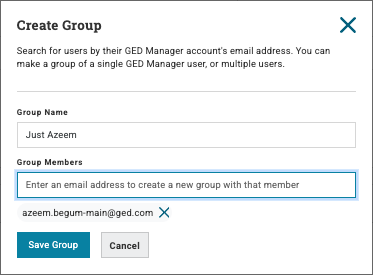 Create Group
Search for users by their GED Manager account's email address. You can
make a group of a single GED Manager user, or multiple users.
Group Name
Just Azeem
Group Members
Enter an email address to create a new group with that member
azeem.begum-main@ged.com
Save Group
Cancel